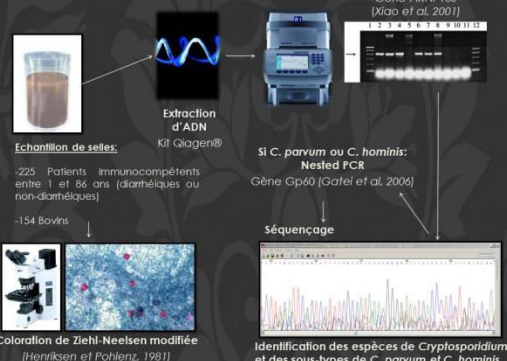 (Xiao et al, 2001)
1 2 3 4 5 6 7 8 9 10 11 12
Extraction
d'ADN
Kit Qiagen®
Echantillon de selles:
-225 Patients immunocompétents
entre 1 et 86 ans (diarrhéiques ou
non-diarrhéiques)
-154 Bovins
Si C. parvum ou C. hominis:
Nested PCR
Gène Gp60 (Gatei et al, 2006)
Séquençage
Coloration de Ziehl-Neelsen modifiée
(Henriksen et Pohlenz, 1981)]
Identification des espèces de Cryptosporidium
et des sous-types de C. parvum et C. hominis